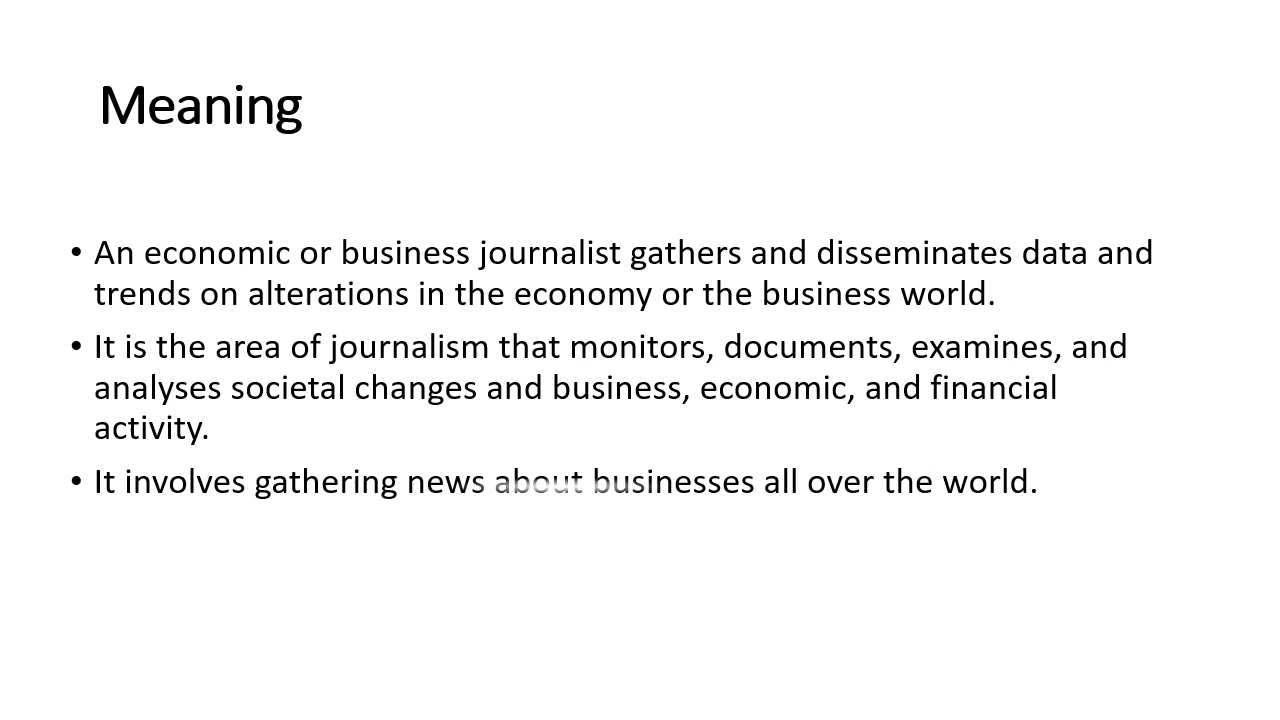 Meaning
• An economic or business journalist gathers and disseminates data and
trends on alterations in the economy or the business world.
• It is the area of journalism that monitors, documents, examines, and
analyses societal changes and business, economic, and financial
activity.
• It involves gathering news about businesses all over the world.